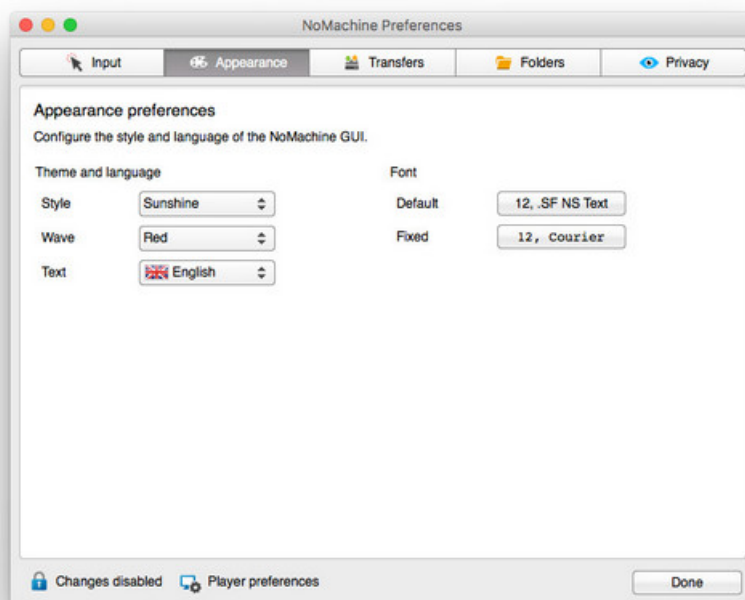 NoMachine Preferences
Input Appearance Transfers Folders Privacy
Appearance preferences
Configure the style and language of the NoMachine GUI.
Theme and language Font
Style Sunshine Default 12, .SF NS Text
Wave Red Fixed 12, Courier
Text English
Changes disabled Player preferences Done